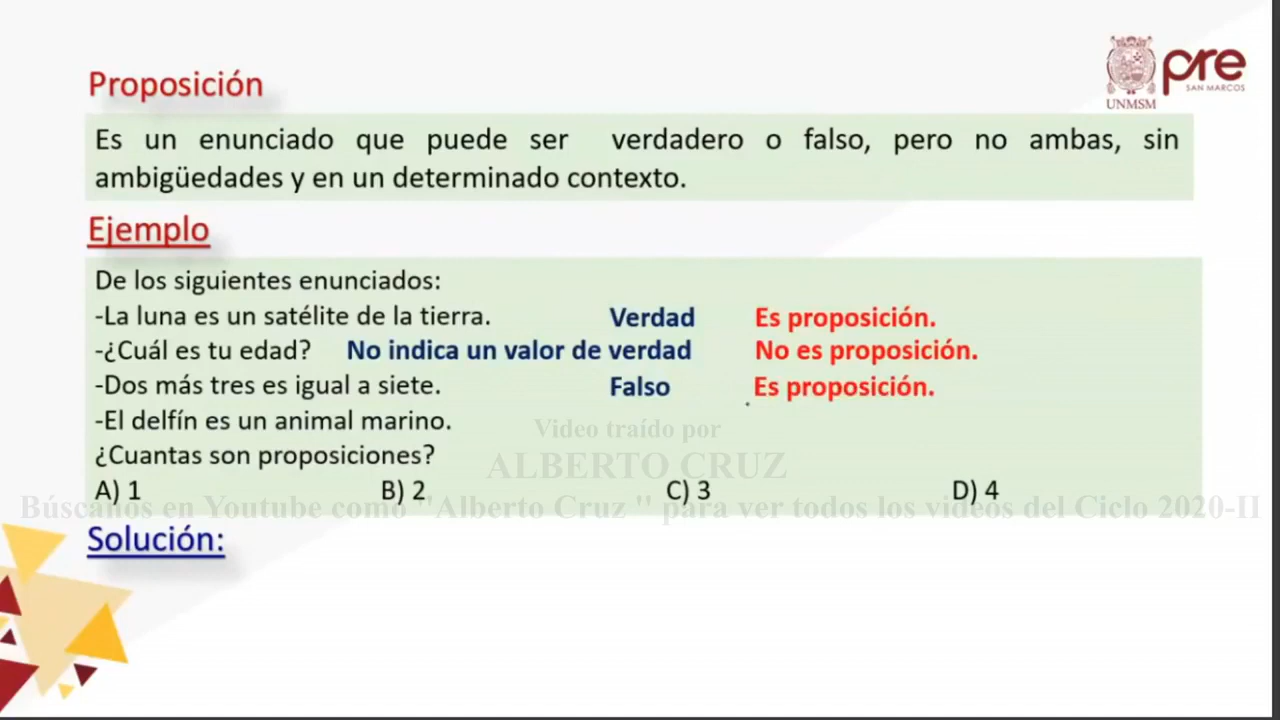 pre
SAN MARCOS
UNMSM
Proposición
Es un enunciado que puede ser verdadero o falso, pero no ambas, sin
ambigüedades y en un determinado contexto.
Ejemplo
De los siguientes enunciados:
-La luna es un satélite de la tierra. Verdad Es proposición.
-¿Cuál es tu edad? No indica un valor de verdad No es proposición.
-Dos más tres es igual a siete. Falso Es proposición.
-El delfín es un animal marino.
Video traído por
¿Cuantas son proposiciones?
ALBERTO CRUZ
A) 1 B) 2 C) 3 D) 4
Búscanos en Youtube como "Alberto Cruz " para ver todos los videos del Ciclo 2020-II
Solución: